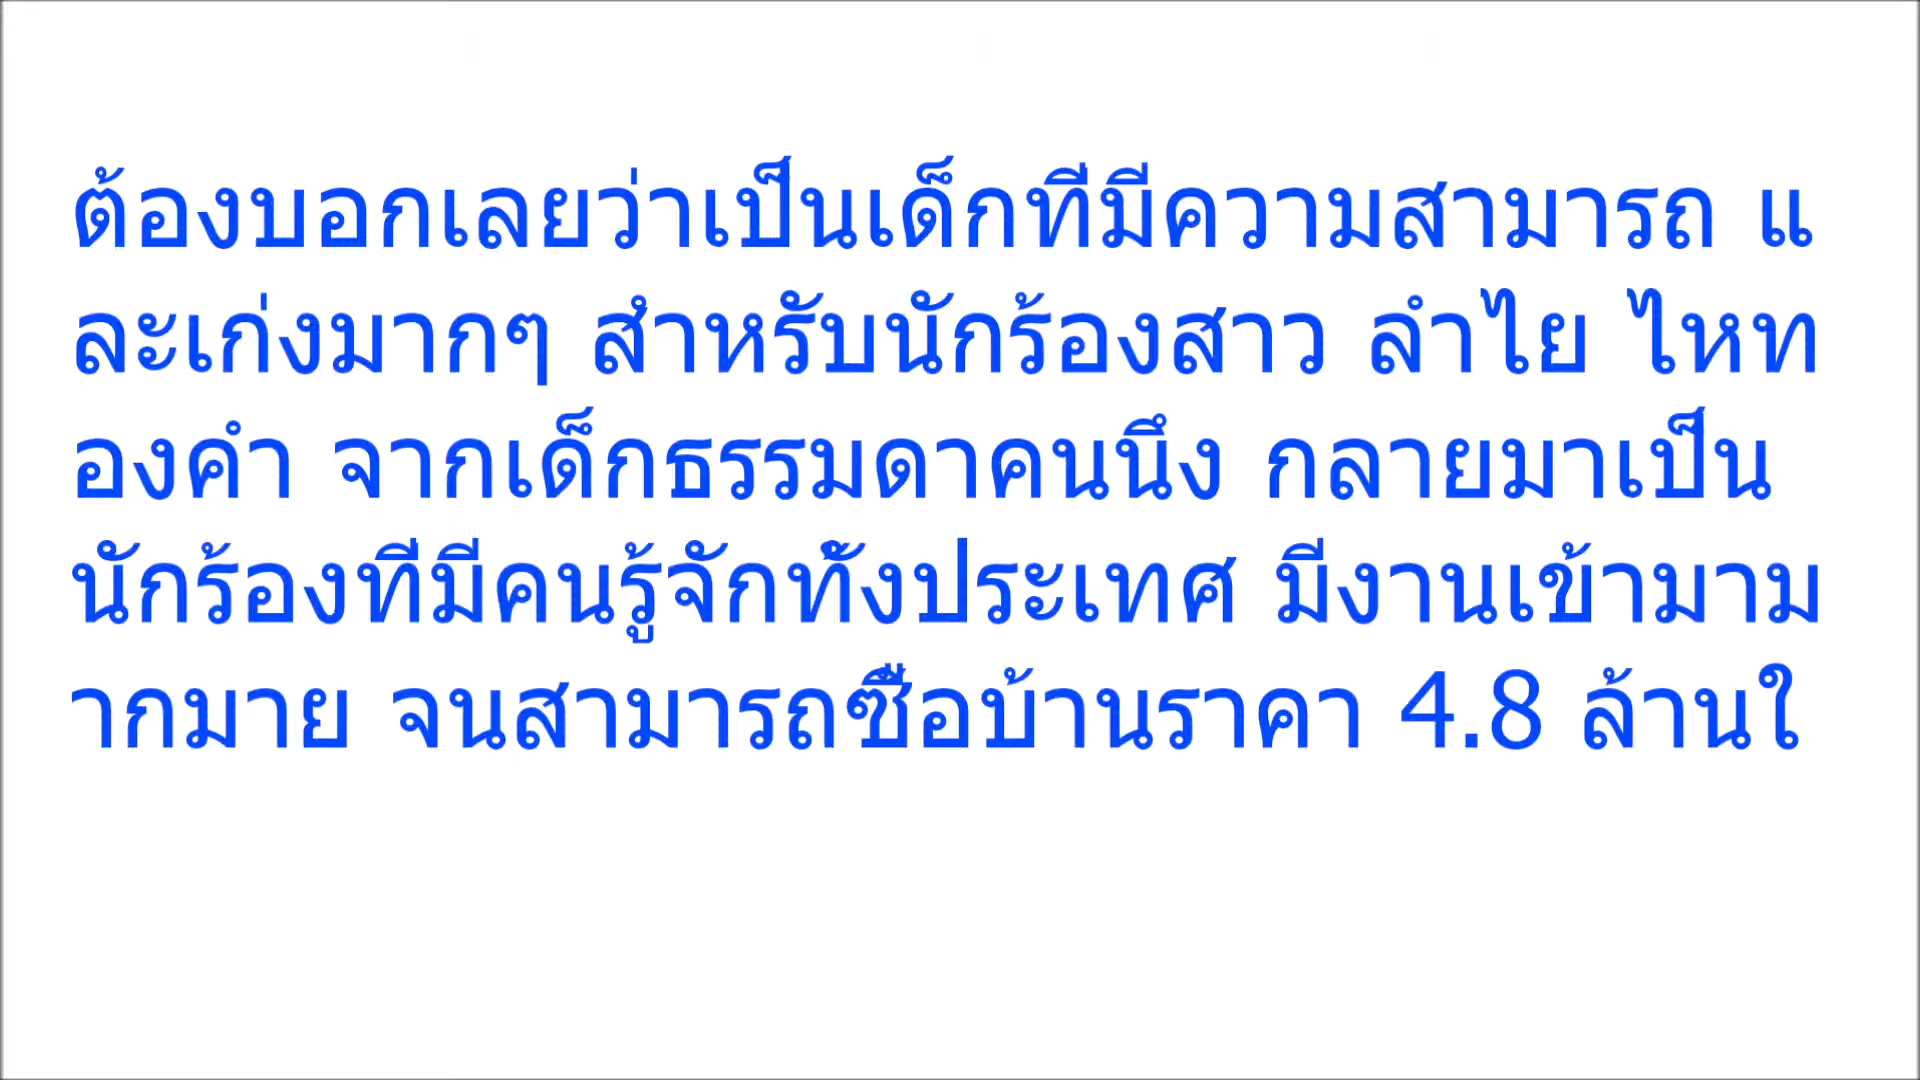 ต้องบอกเลยว่าเป็นเด็กที่มีความสามารถ แ
ละเก่งมากๆ สำหรับนักร้องสาว ลำไย ไหท
องคำ จากเด็กธรรมดาคนนึง กลายมาเป็น
นักร้องที่มีคนรู้จักทั้งประเทศ มีงานเข้ามาม
ากมาย จนสามารถซื้อบ้านราคา 4.8 ล้านใ